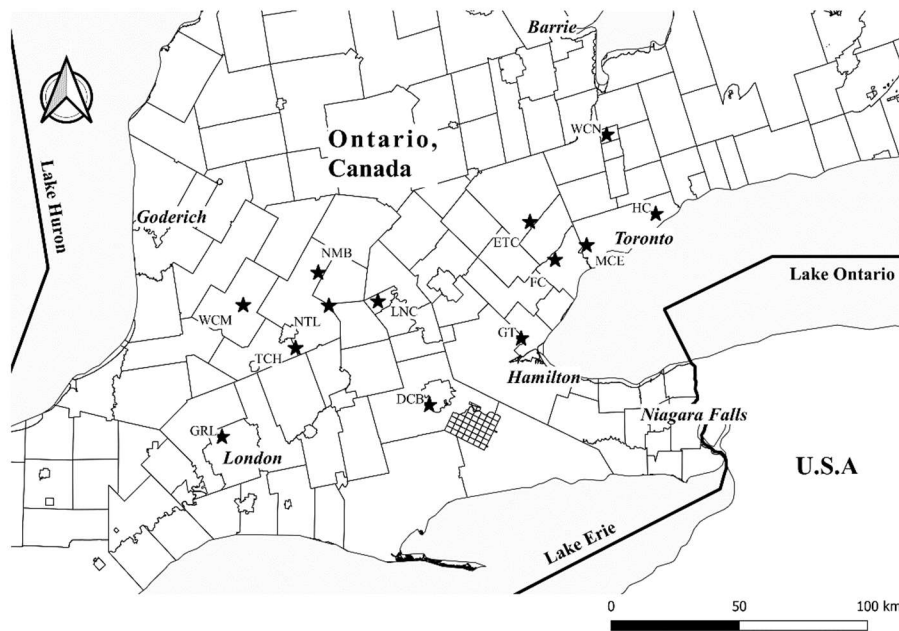 Barrie
WCN
Ontario,
Canada
Lake Huron
Goderich
HC
Toronto
ETC
MCE
NMB
FC
Lake Ontario
LNC
WCM
NTL
GT
TCH
Hamilton
DCB
Niagara Falls
GRL
London
U.S.A
Lake Erie
0 50 100 km